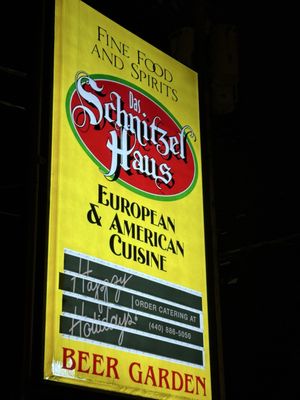 FINE FOOD
AND SPIRITS
Das
Schnitzel
Haus
EUROPEAN
& AMERICAN
CUISINE
Happy
Holidays
ORDER CATERING AT
(440) 886-5050
BEER GARDEN